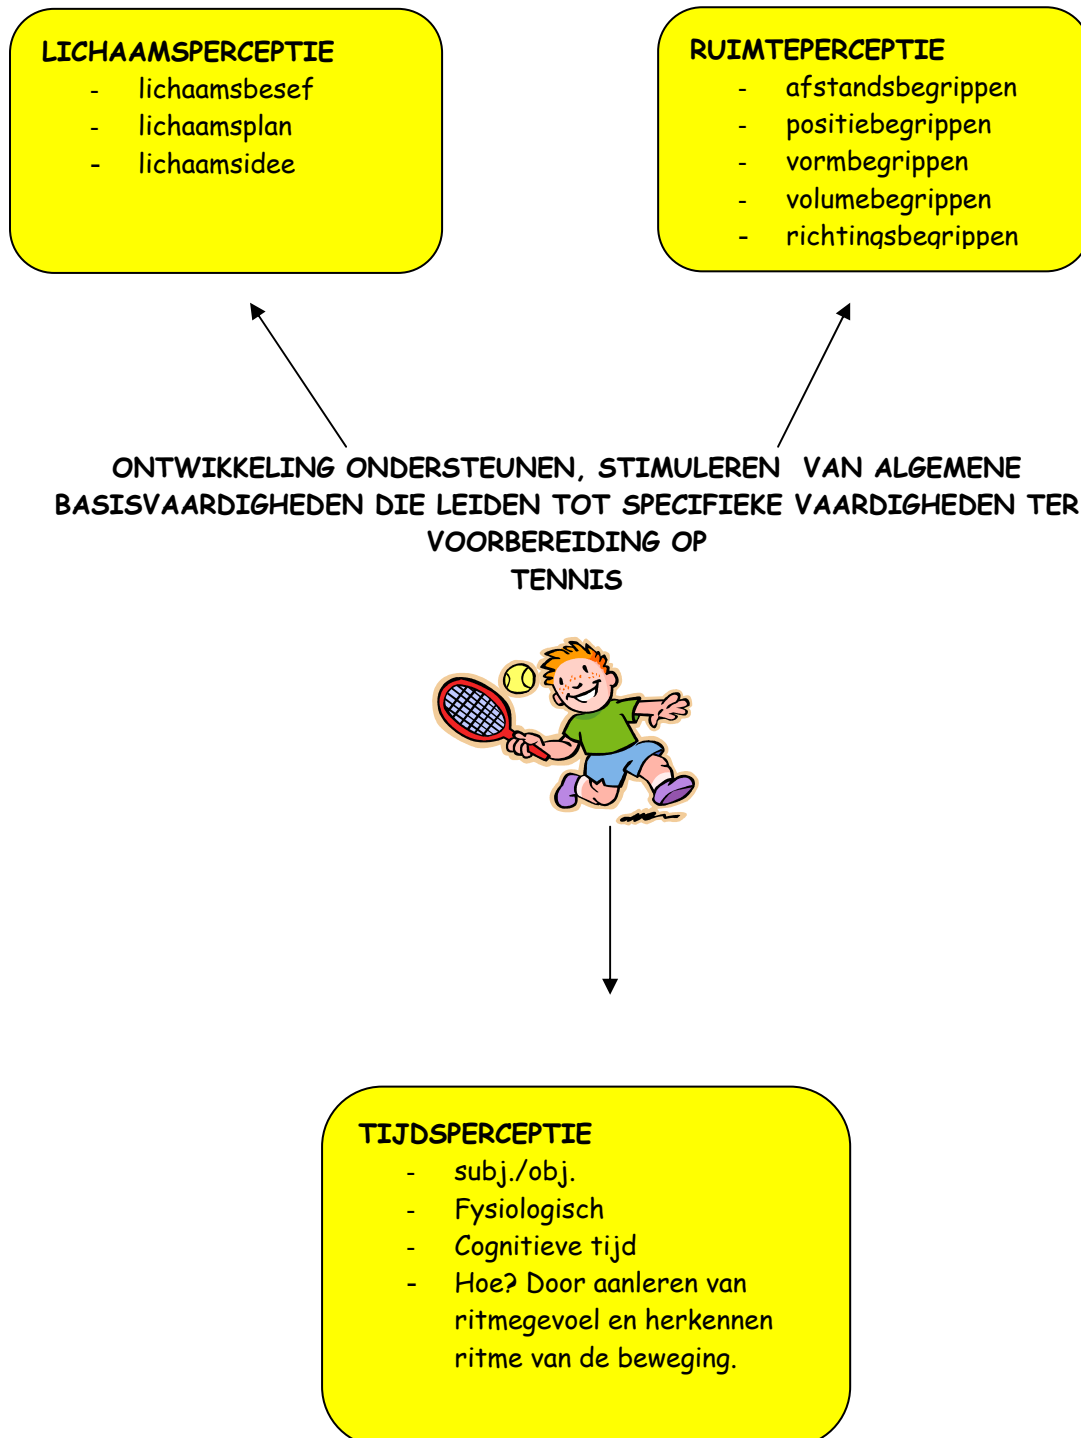 LICHAAMSPERCEPTIE
- lichaamsbesef
- lichaamsplan
- lichaamsidee
RUIMTEPERCEPTIE
- afstandsbegrippen
- positiebegrippen
- vormbegrippen
- volumebegrippen
- richtingsbegrippen
ONTWIKKELING ONDERSTEUNEN, STIMULEREN VAN ALGEMENE
BASISVAARDIGHEDEN DIE LEIDEN TOT SPECIFIEKE VAARDIGHEDEN TER
VOORBEREIDING OP
TENNIS
TIJDSPERCEPTIE
- subj./obj.
- Fysiologisch
- Cognitieve tijd
- Hoe? Door aanleren van
ritmegevoel en herkennen
ritme van de beweging.